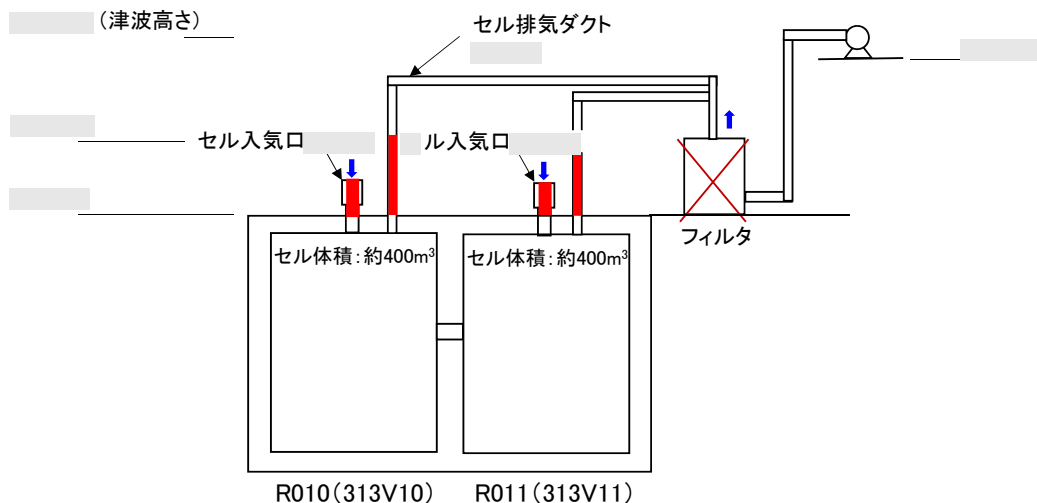 （津波高さ）
セル排気ダクト
セル入気口
ル入気口
フィルタ
セル体積：約400m³
セル体積：約400m³
R010（313V10）
R011（313V11）